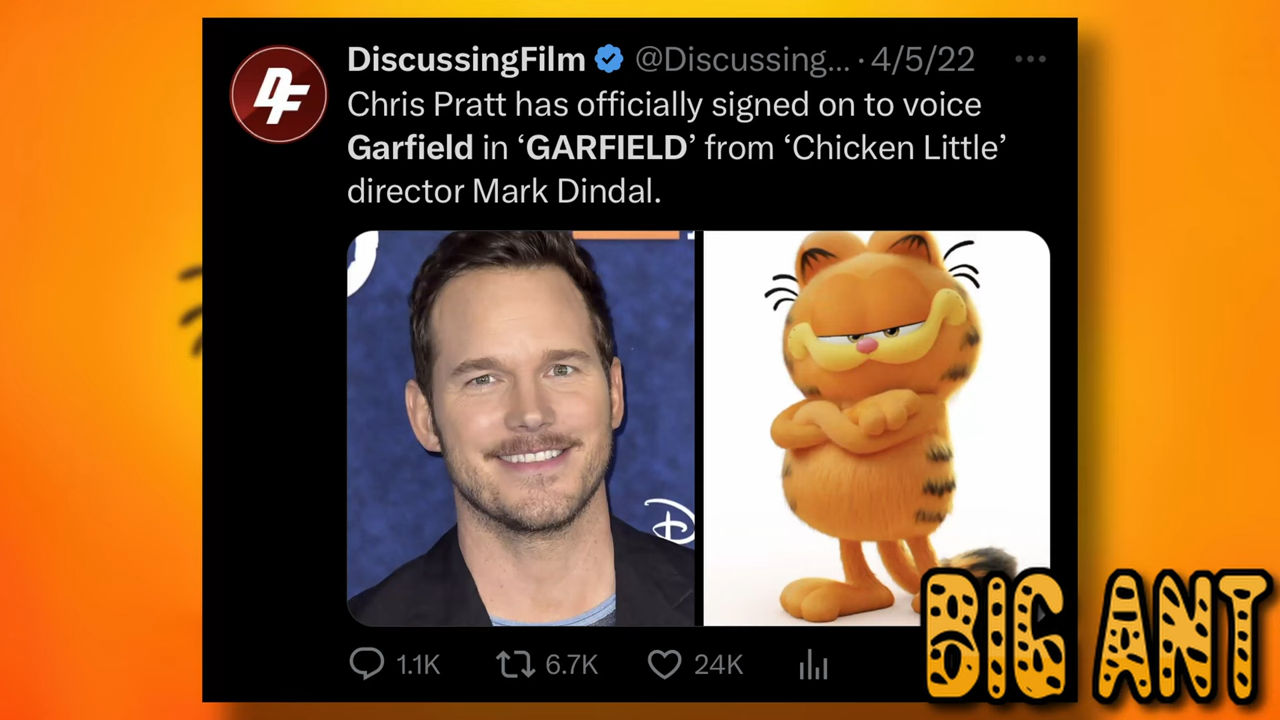 DF
DiscussingFilm @Discussing... · 4/5/22
Chris Pratt has officially signed on to voice
Garfield in ‘GARFIELD’ from ‘Chicken Little’
director Mark Dindal.
D
1.1K 6.7K 24K
BIG ANT